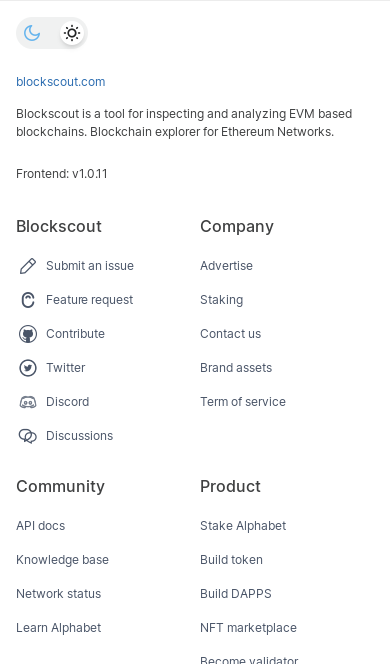 blockscout.com
Blockscout is a tool for inspecting and analyzing EVM based
blockchains. Blockchain explorer for Ethereum Networks.
Frontend: v1.0.11
Blockscout
Submit an issue
Feature request
Contribute
Twitter
Discord
Discussions
Company
Advertise
Staking
Contact us
Brand assets
Term of service
Community
API docs
Knowledge base
Network status
Learn Alphabet
Product
Stake Alphabet
Build token
Build DAPPS
NFT marketplace
Become validator